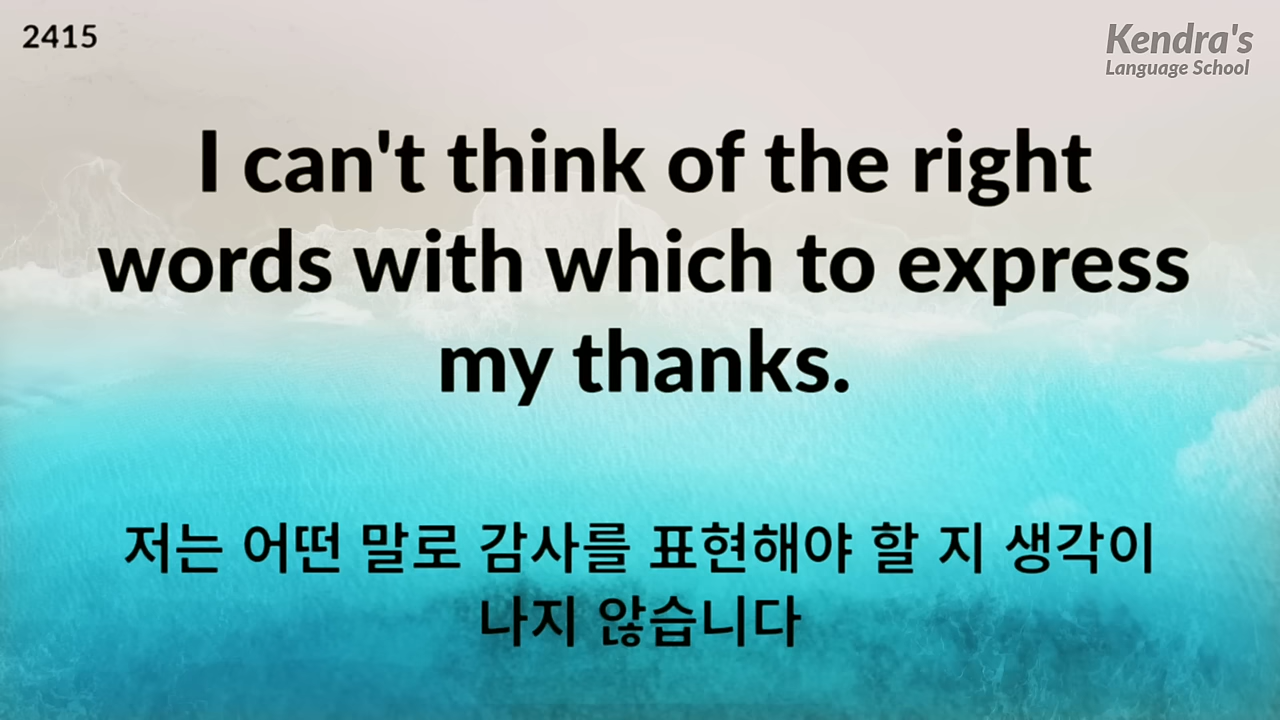 2415
Kendra's
Language School
I can't think of the right
words with which to express
my thanks.
저는 어떤 말로 감사를 표현해야 할 지 생각이
나지 않습니다